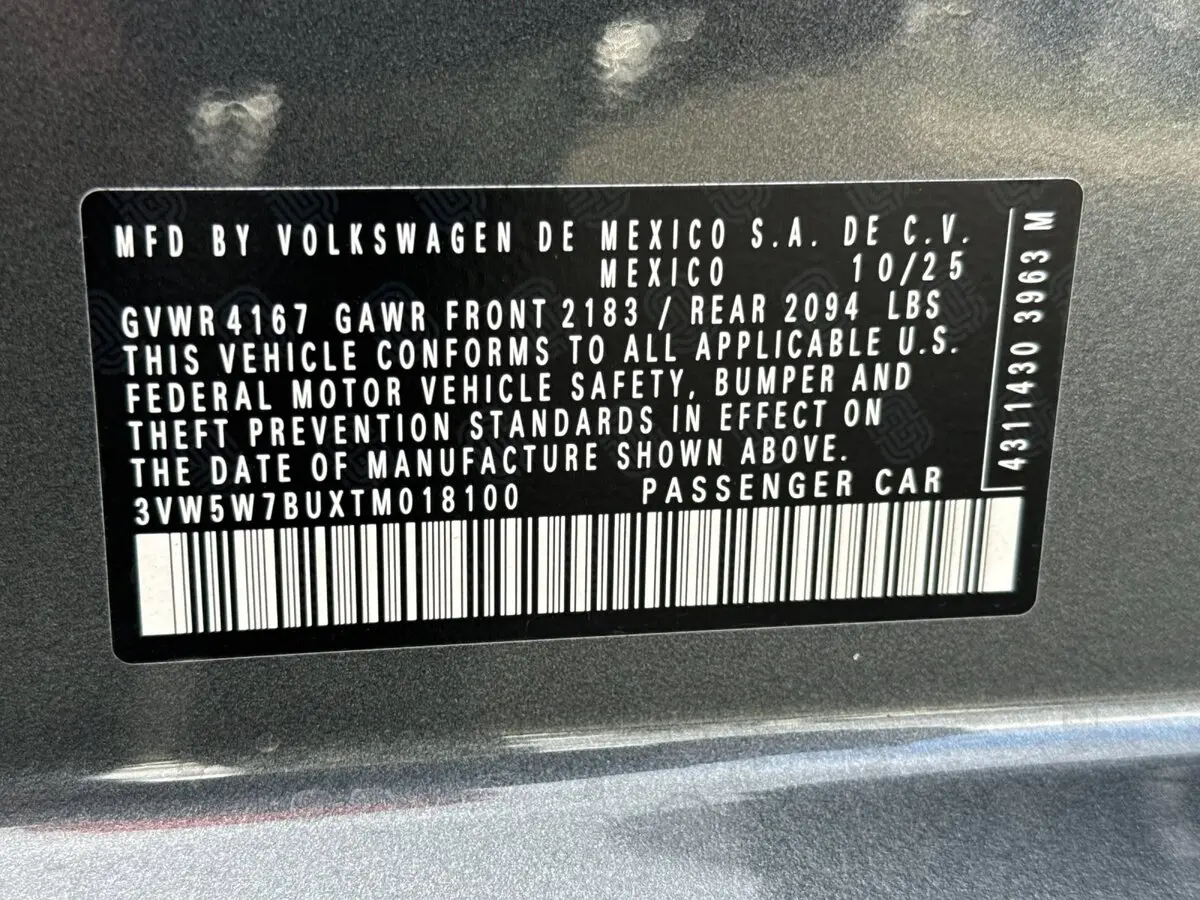 MFD BY VOLKSWAGEN DE MEXICO S.A. DE C.V.
MEXICO 10/25
GVWR 4167 GAWR FRONT 2183 / REAR 2094 LBS
THIS VEHICLE CONFORMS TO ALL APPLICABLE U.S.
FEDERAL MOTOR VEHICLE SAFETY, BUMPER AND
THEFT PREVENTION STANDARDS IN EFFECT ON
THE DATE OF MANUFACTURE SHOWN ABOVE.
3VW5W7BUXTM018100 PASSENGER CAR
43111430 3963 M